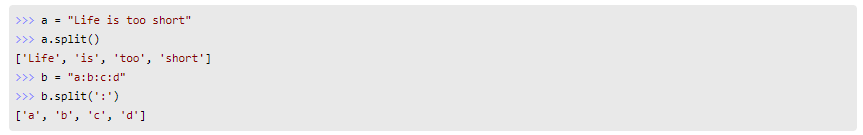 >>> a = "Life is too short"
>>> a.split()
['Life', 'is', 'too', 'short']
>>> b = "a:b:c:d"
>>> b.split(':')
['a', 'b', 'c', 'd']